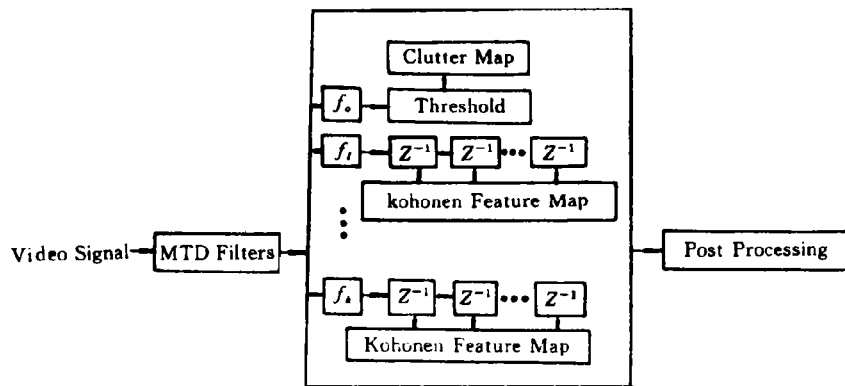 Clutter Map
f₀ Threshold
f₁ Z⁻¹ Z⁻¹ ••• Z⁻¹
kohonen Feature Map
Video Signal MTD Filters Post Processing
fₖ Z⁻¹ Z⁻¹ ••• Z⁻¹
Kohonen Feature Map